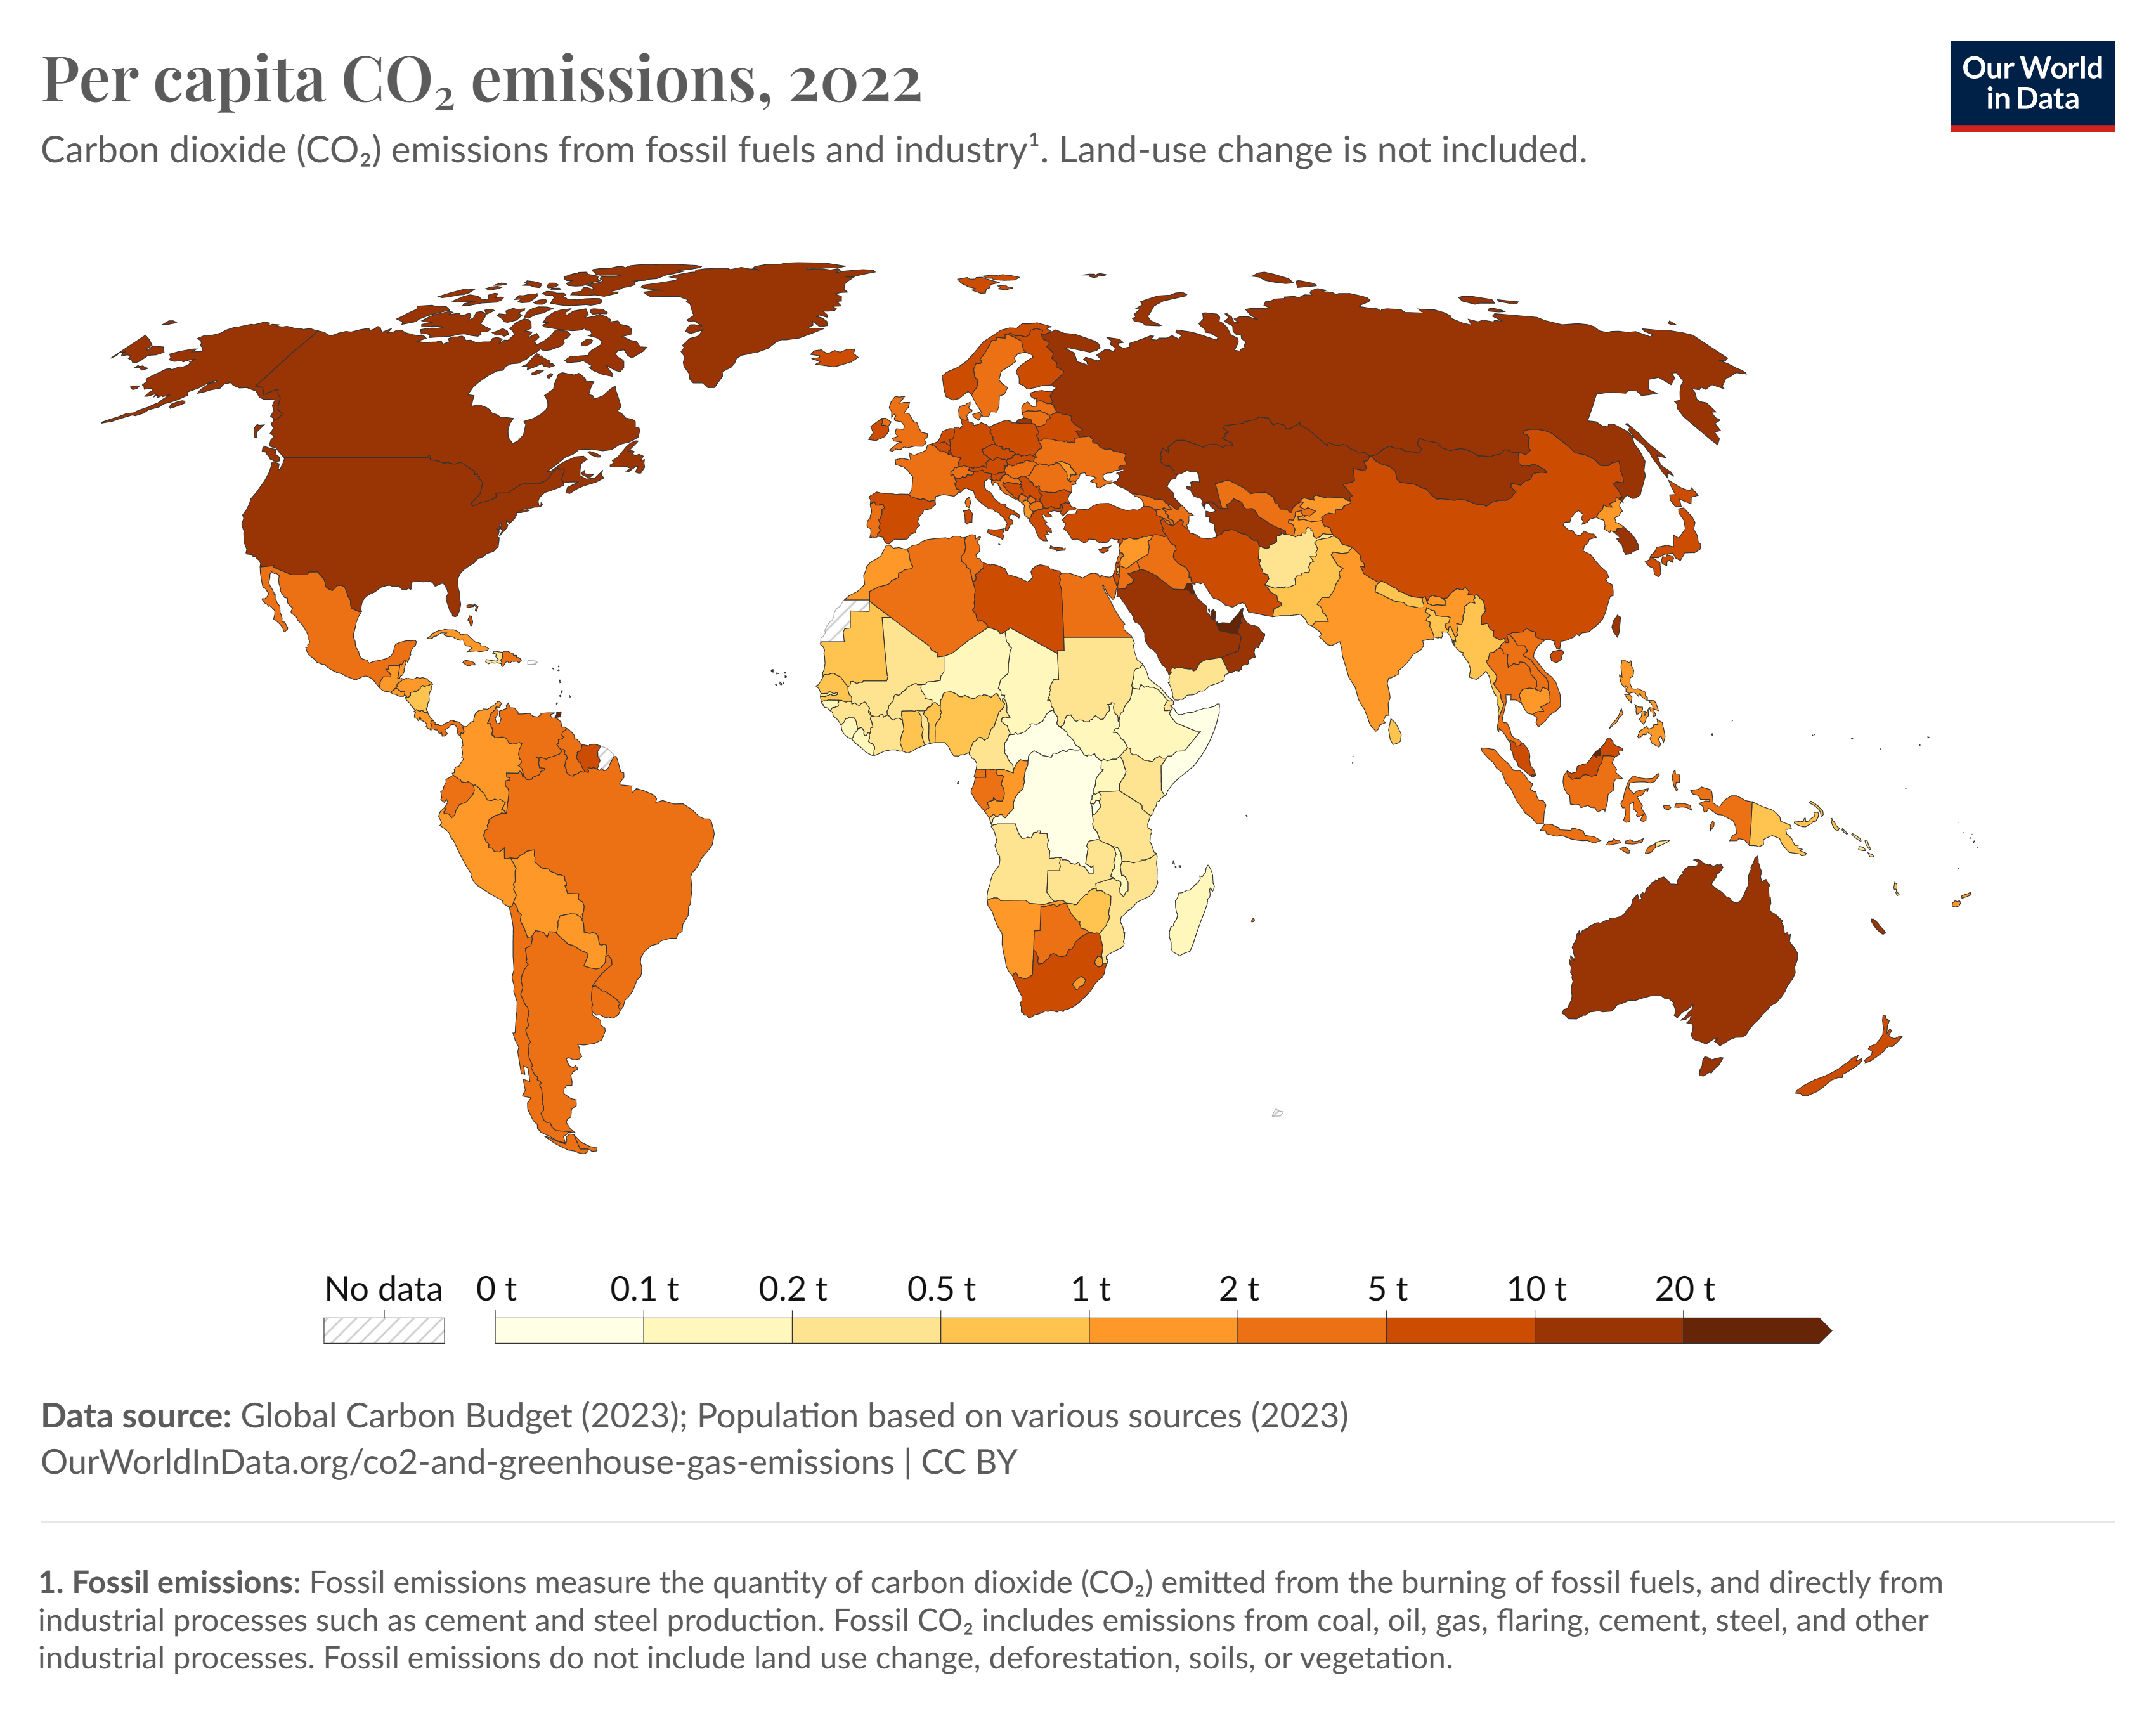 Per capita CO₂ emissions, 2022
Our World
in Data
Carbon dioxide (CO₂) emissions from fossil fuels and industry¹. Land-use change is not included.
No data 0 t 0.1 t 0.2 t 0.5 t 1 t 2 t 5 t 10 t 20 t
Data source: Global Carbon Budget (2023); Population based on various sources (2023)
OurWorldInData.org/co2-and-greenhouse-gas-emissions | CC BY
1. Fossil emissions: Fossil emissions measure the quantity of carbon dioxide (CO₂) emitted from the burning of fossil fuels, and directly from
industrial processes such as cement and steel production. Fossil CO₂ includes emissions from coal, oil, gas, flaring, cement, steel, and other
industrial processes. Fossil emissions do not include land use change, deforestation, soils, or vegetation.